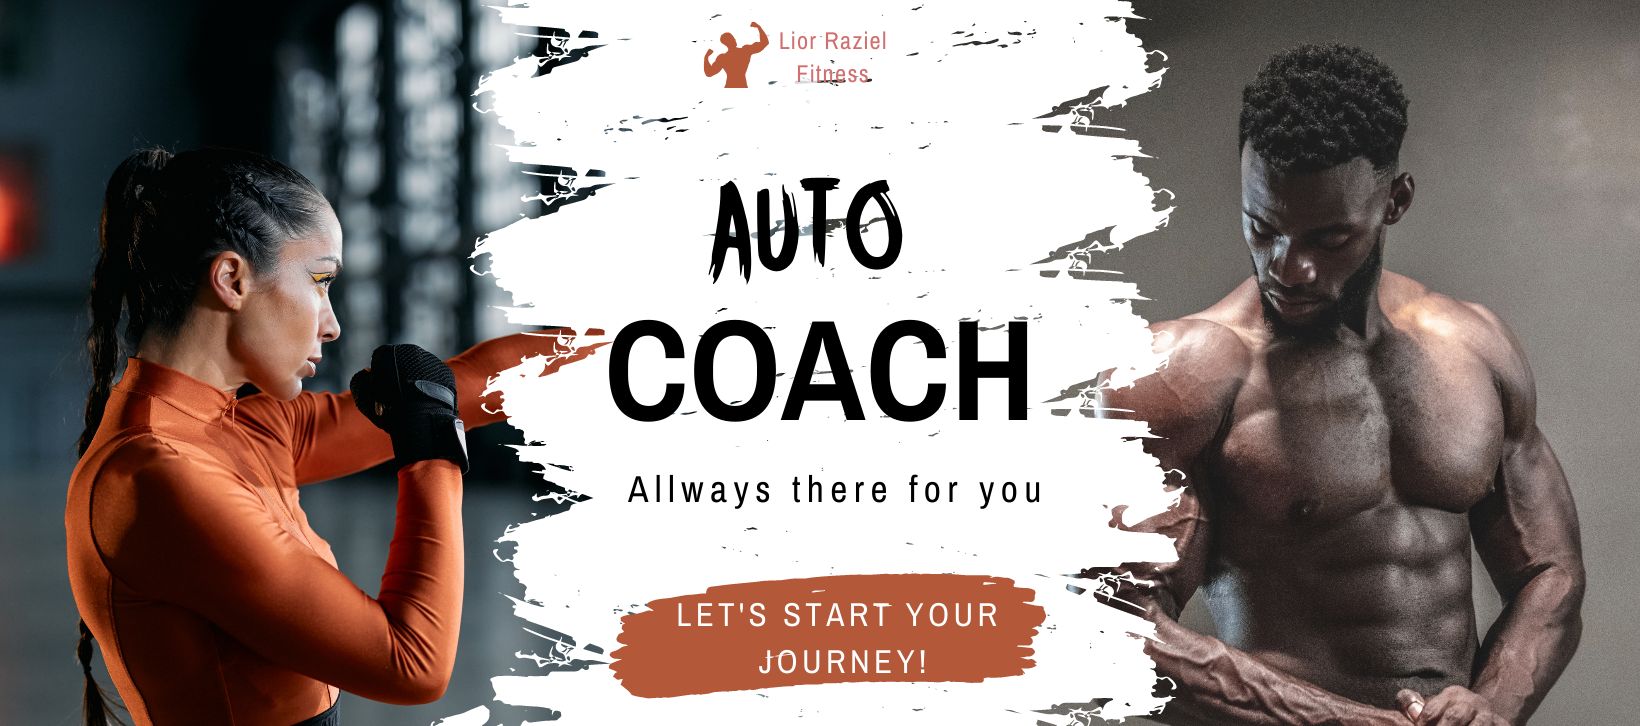 Lior Raziel
Fitness
AUTO
COACH
Allways there for you
LET'S START YOUR
JOURNEY!